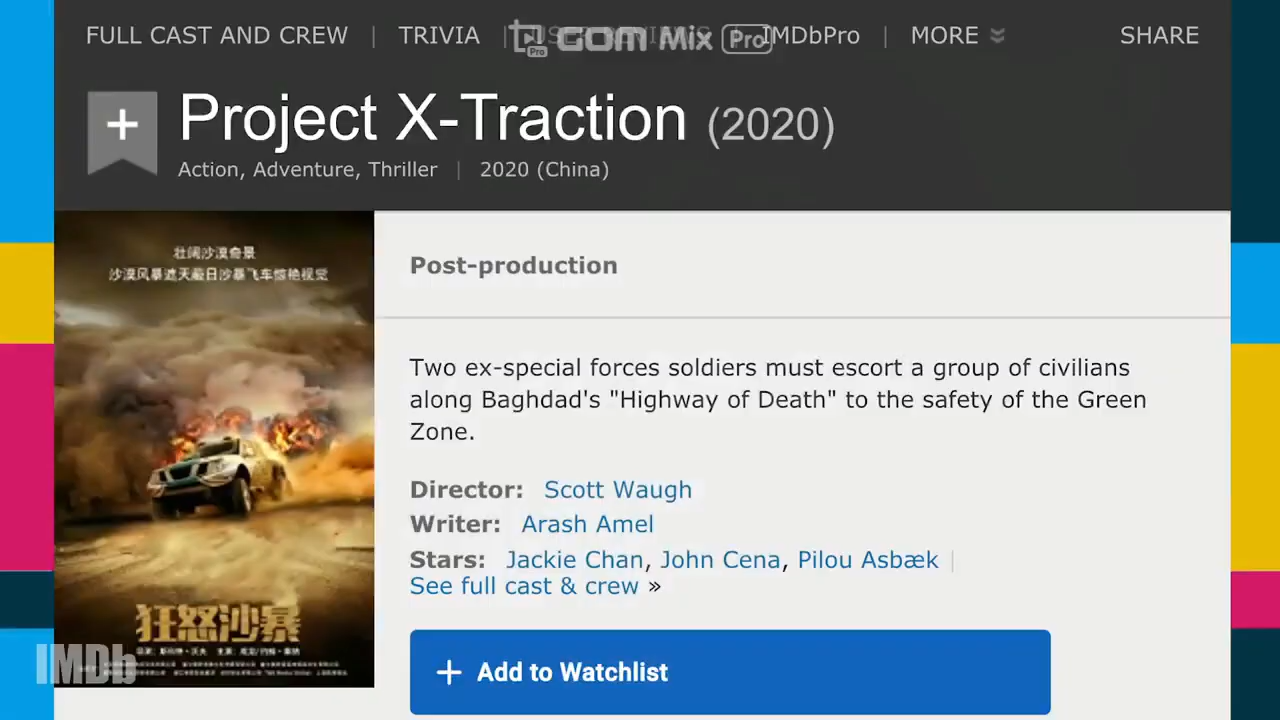 FULL CAST AND CREW | TRIVIA | USER REVIEWS | IMDbPro | MORE SHARE
GOM Mix Pro
Project X-Traction (2020)
Action, Adventure, Thriller | 2020 (China)
壮阔沙漠奇景
沙漠风暴遮天蔽日沙暴飞车惊艳视觉
狂怒沙暴
Post-production
Two ex-special forces soldiers must escort a group of civilians
along Baghdad's "Highway of Death" to the safety of the Green
Zone.
Director: Scott Waugh
Writer: Arash Amel
Stars: Jackie Chan, John Cena, Pilou Asbæk |
See full cast & crew »
+ Add to Watchlist
IMDb